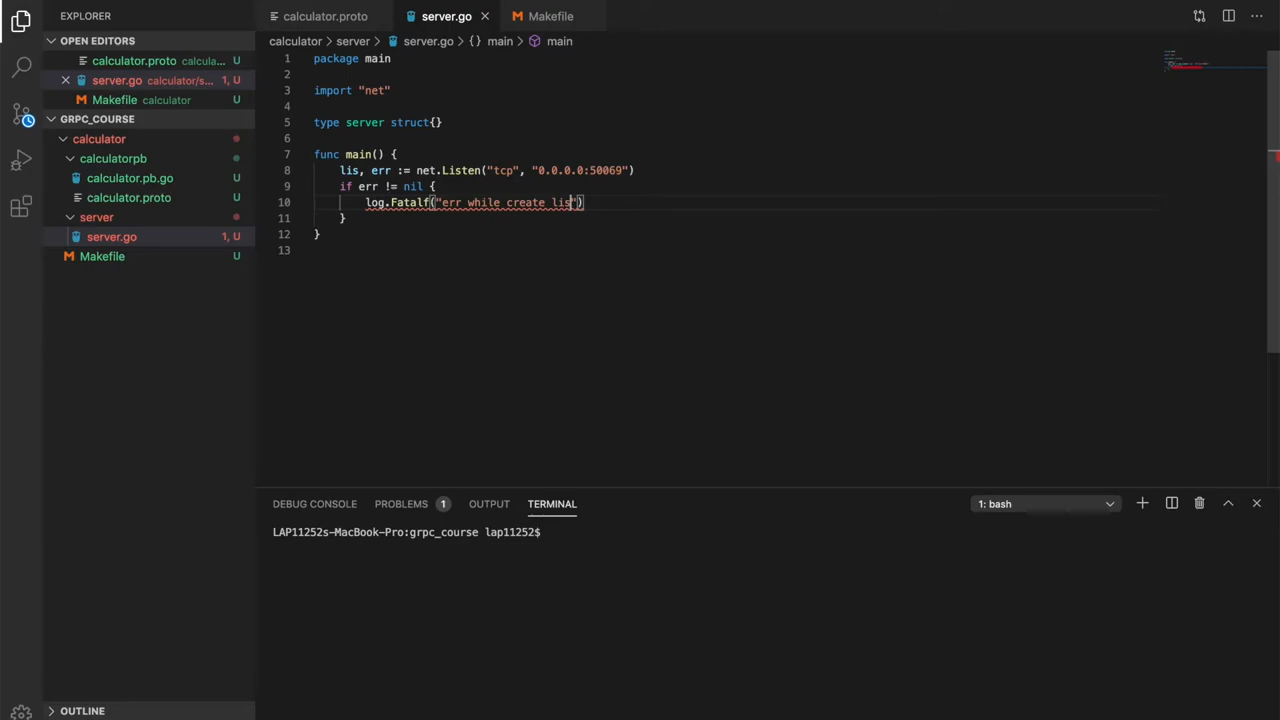 EXPLORER
OPEN EDITORS
calculator.proto calcula... U
server.go calculator/s... 1, U
Makefile calculator U
GRPC_COURSE
calculator
calculatorpb
calculator.pb.go U
calculator.proto U
server
server.go 1, U
Makefile U
OUTLINE
calculator.proto server.go Makefile
calculator > server > server.go > {} main > main
1 package main
2
3 import "net"
4
5 type server struct{}
6
7 func main() {
8 lis, err := net.Listen("tcp", "0.0.0.0:50069")
9 if err != nil {
10 log.Fatalf("err while create lis")
11 }
12 }
13
DEBUG CONSOLE PROBLEMS 1 OUTPUT TERMINAL 1: bash
LAP11252s-MacBook-Pro:grpc_course lap11252$